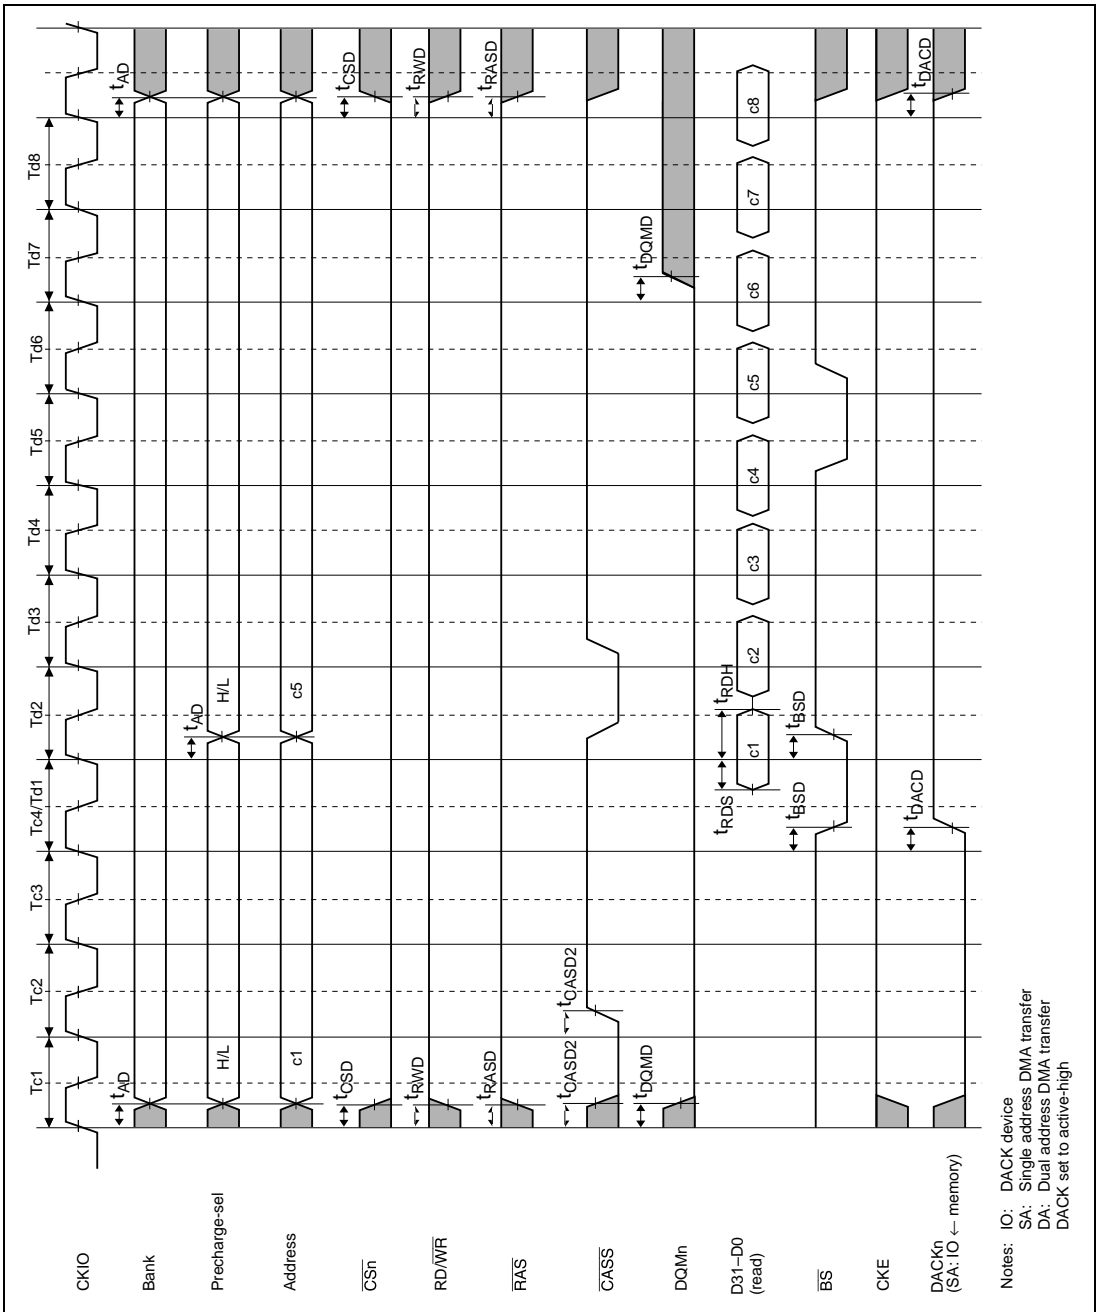 Tc1 Tc2 Tc3 Tc4/Td1 Td2 Td3 Td4 Td5 Td6 Td7 Td8
CKIO
tAD tAD
Bank
tAD
H/L H/L
Precharge-sel
c1 c5
Address
tCSD tCSD
CSn
tRWD tRWD
RD/WR
tRASD tRASD
RAS
tCASD2 tCASD2
CASS
tDQMD tDQMD
DQMn
tRDS tRDH
c1 c2 c3 c4 c5 c6 c7 c8
D31–D0
(read)
tBSD tBSD
BS
CKE
tDACD tDACD
DACKn
(SA: IO ← memory)
Notes: IO: DACK device
SA: Single address DMA transfer
DA: Dual address DMA transfer
DACK set to active-high